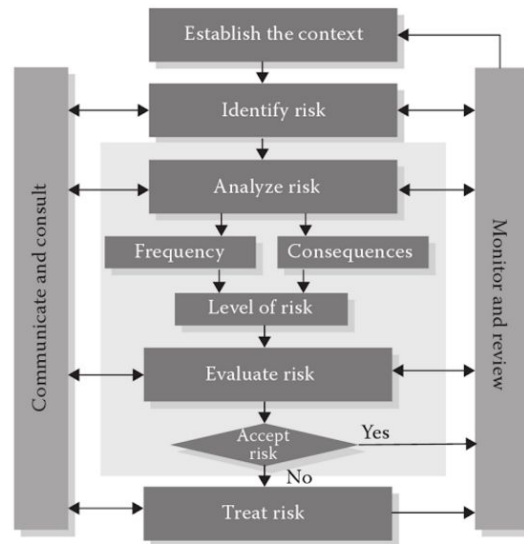 Establish the context
Identify risk
Analyze risk
Frequency
Consequences
Level of risk
Evaluate risk
Accept
risk
Yes
No
Treat risk
Communicate and consult
Monitor and review